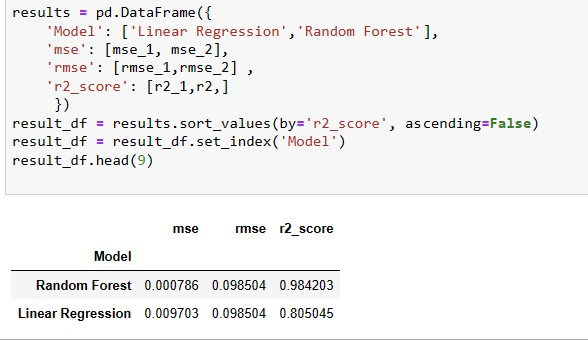 results = pd.DataFrame({
    'Model': ['Linear Regression','Random Forest'],
    'mse': [mse_1, mse_2],
    'rmse': [rmse_1,rmse_2] ,
    'r2_score': [r2_1,r2,]
     })
result_df = results.sort_values(by='r2_score', ascending=False)
result_df = result_df.set_index('Model')
result_df.head(9)
mse rmse r2_score
Model
Random Forest 0.000786 0.098504 0.984203
Linear Regression 0.009703 0.098504 0.805045